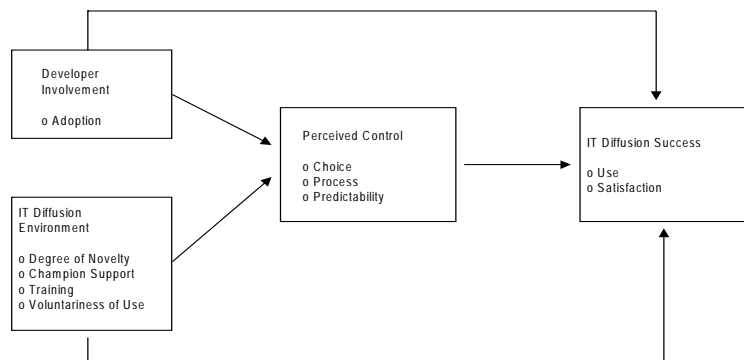 Developer
Involvement
o Adoption
IT Diffusion
Environment
o Degree of Novelty
o Champion Support
o Training
o Voluntariness of Use
Perceived Control
o Choice
o Process
o Predictability
IT Diffusion Success
o Use
o Satisfaction